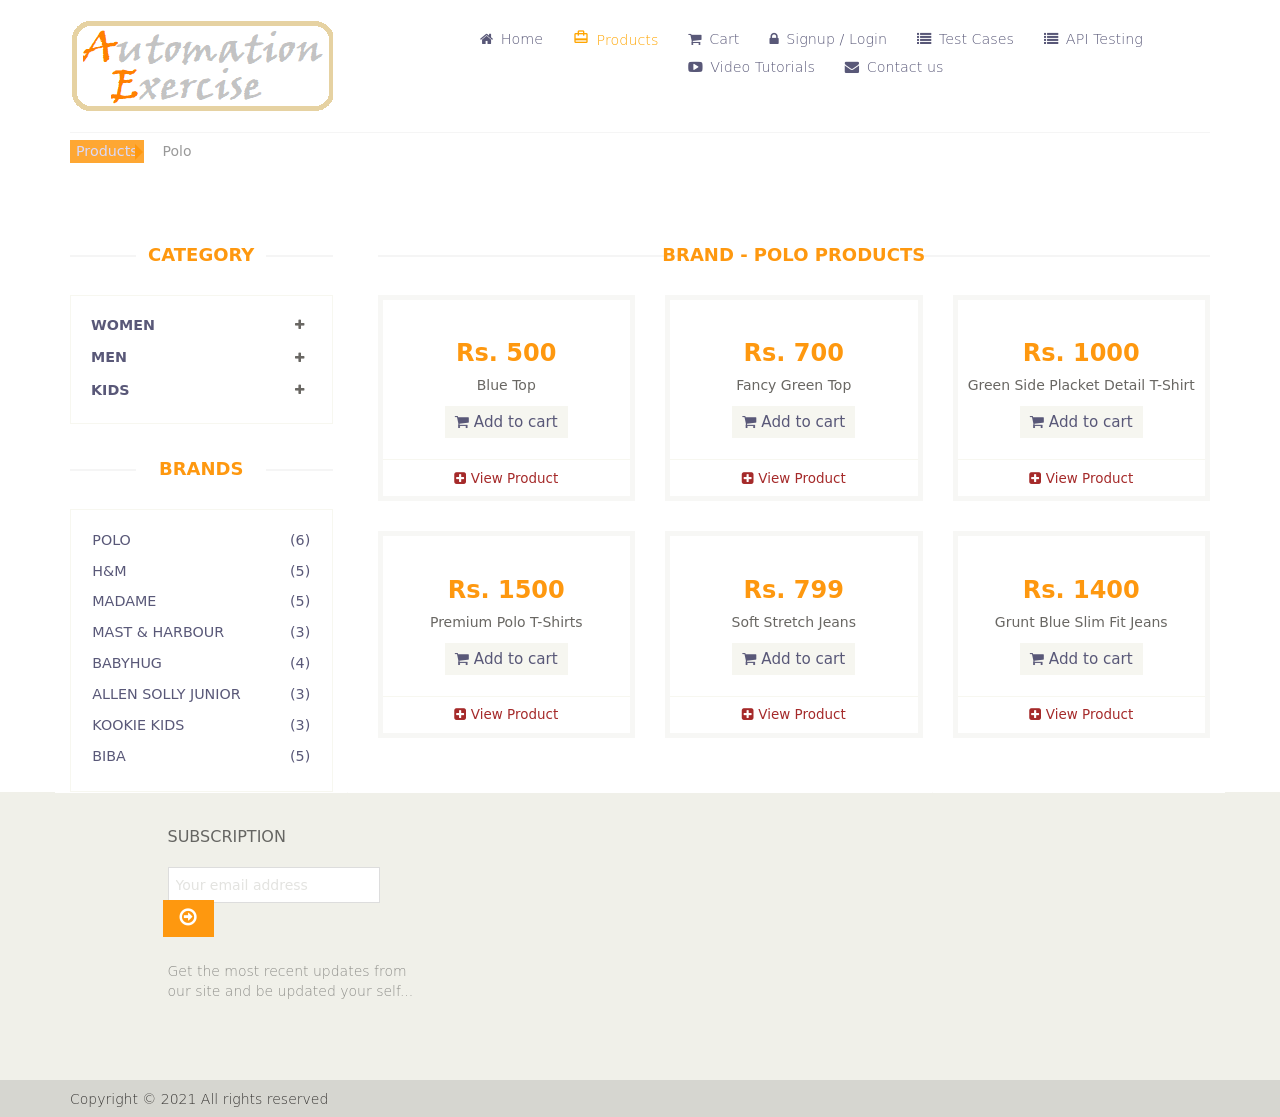 Automation
Exercise
Home
Products
Cart
Signup / Login
Test Cases
API Testing
Video Tutorials
Contact us
Products
Polo
CATEGORY
WOMEN
MEN
KIDS
BRANDS
POLO (6)
H&M (5)
MADAME (5)
MAST & HARBOUR (3)
BABYHUG (4)
ALLEN SOLLY JUNIOR (3)
KOOKIE KIDS (3)
BIBA (5)
BRAND - POLO PRODUCTS
Rs. 500
Blue Top
Add to cart
View Product
Rs. 700
Fancy Green Top
Add to cart
View Product
Rs. 1000
Green Side Placket Detail T-Shirt
Add to cart
View Product
Rs. 1500
Premium Polo T-Shirts
Add to cart
View Product
Rs. 799
Soft Stretch Jeans
Add to cart
View Product
Rs. 1400
Grunt Blue Slim Fit Jeans
Add to cart
View Product
SUBSCRIPTION
Your email address
Get the most recent updates from
our site and be updated your self...
Copyright © 2021 All rights reserved